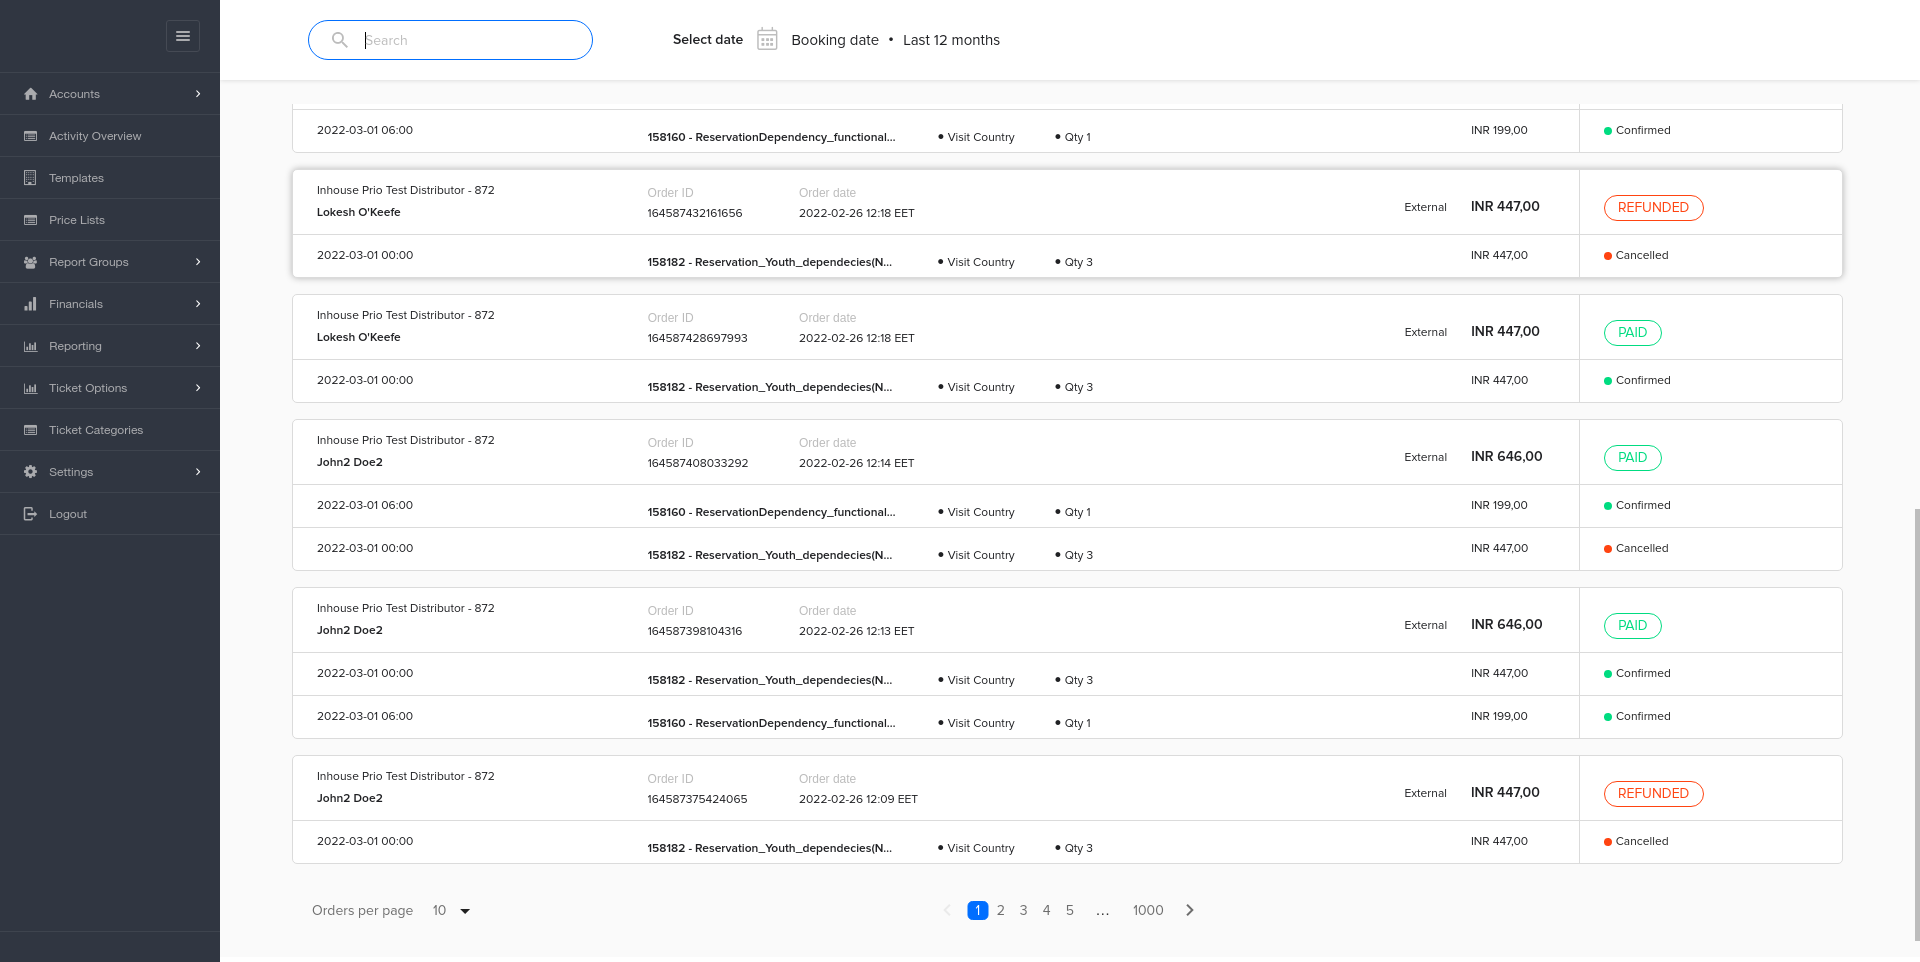 Search
Select date Booking date • Last 12 months
Accounts
Activity Overview
Templates
Price Lists
Report Groups
Financials
Reporting
Ticket Options
Ticket Categories
Settings
Logout
2022-03-01 06:00 158160 - ReservationDependency_functional... • Visit Country • Qty 1 INR 199,00 Confirmed
Inhouse Prio Test Distributor - 872 Order ID Order date
Lokesh O'Keefe 164587432161656 2022-02-26 12:18 EET External INR 447,00 REFUNDED
2022-03-01 00:00 158182 - Reservation_Youth_dependecies(N... • Visit Country • Qty 3 INR 447,00 Cancelled
Inhouse Prio Test Distributor - 872 Order ID Order date
Lokesh O'Keefe 164587428697993 2022-02-26 12:18 EET External INR 447,00 PAID
2022-03-01 00:00 158182 - Reservation_Youth_dependecies(N... • Visit Country • Qty 3 INR 447,00 Confirmed
Inhouse Prio Test Distributor - 872 Order ID Order date
John2 Doe2 164587408033292 2022-02-26 12:14 EET External INR 646,00 PAID
2022-03-01 06:00 158160 - ReservationDependency_functional... • Visit Country • Qty 1 INR 199,00 Confirmed
2022-03-01 00:00 158182 - Reservation_Youth_dependecies(N... • Visit Country • Qty 3 INR 447,00 Cancelled
Inhouse Prio Test Distributor - 872 Order ID Order date
John2 Doe2 164587398104316 2022-02-26 12:13 EET External INR 646,00 PAID
2022-03-01 00:00 158182 - Reservation_Youth_dependecies(N... • Visit Country • Qty 3 INR 447,00 Confirmed
2022-03-01 06:00 158160 - ReservationDependency_functional... • Visit Country • Qty 1 INR 199,00 Confirmed
Inhouse Prio Test Distributor - 872 Order ID Order date
John2 Doe2 164587375424065 2022-02-26 12:09 EET External INR 447,00 REFUNDED
2022-03-01 00:00 158182 - Reservation_Youth_dependecies(N... • Visit Country • Qty 3 INR 447,00 Cancelled
Orders per page 10 1 2 3 4 5 ... 1000